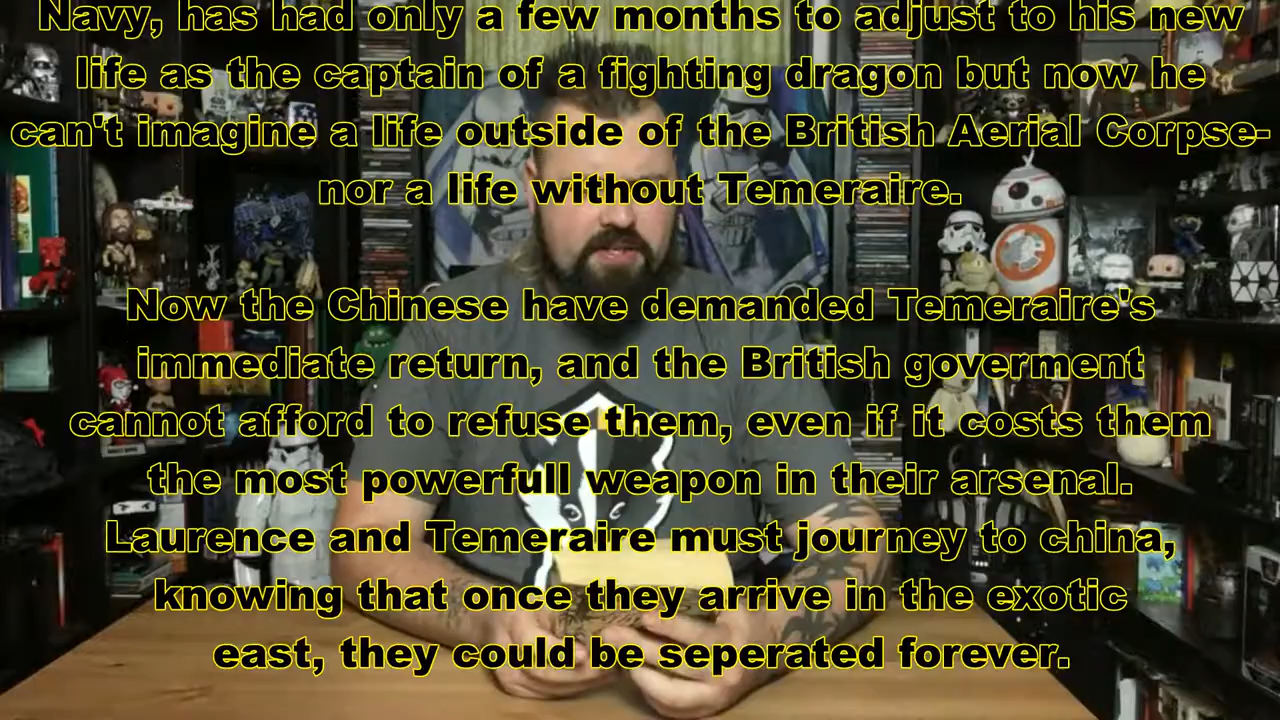 Navy, has had only a few months to adjust to his new
life as the captain of a fighting dragon but now he
can't imagine a life outside of the British Aerial Corpse-
nor a life without Temeraire.
Now the Chinese have demanded Temeraire's
immediate return, and the British goverment
cannot afford to refuse them, even if it costs them
the most powerfull weapon in their arsenal.
Laurence and Temeraire must journey to china,
knowing that once they arrive in the exotic
east, they could be seperated forever.